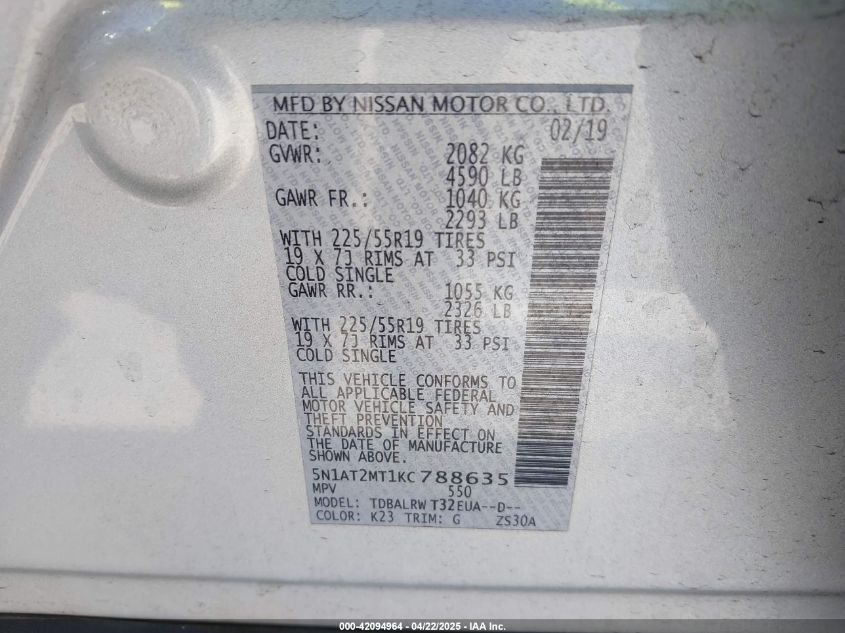 MFD BY NISSAN MOTOR CO., LTD.
DATE: 02/19
GVWR: 2082 KG
4590 LB
GAWR FR.: 1040 KG
2293 LB
WITH 225/55R19 TIRES
19 X 7J RIMS AT 33 PSI
COLD SINGLE
GAWR RR.: 1055 KG
2326 LB
WITH 225/55R19 TIRES
19 X 7J RIMS AT 33 PSI
COLD SINGLE
THIS VEHICLE CONFORMS TO
ALL APPLICABLE FEDERAL
MOTOR VEHICLE SAFETY AND
THEFT PREVENTION
STANDARDS IN EFFECT ON
THE DATE OF MANUFACTURE
SHOWN ABOVE.
5N1AT2MT1KC788635
MPV 550
MODEL: TDBALRW T32EUA--D--
COLOR: K23 TRIM: G ZS30A
000-42094964 - 04/22/2025 - IAA Inc.